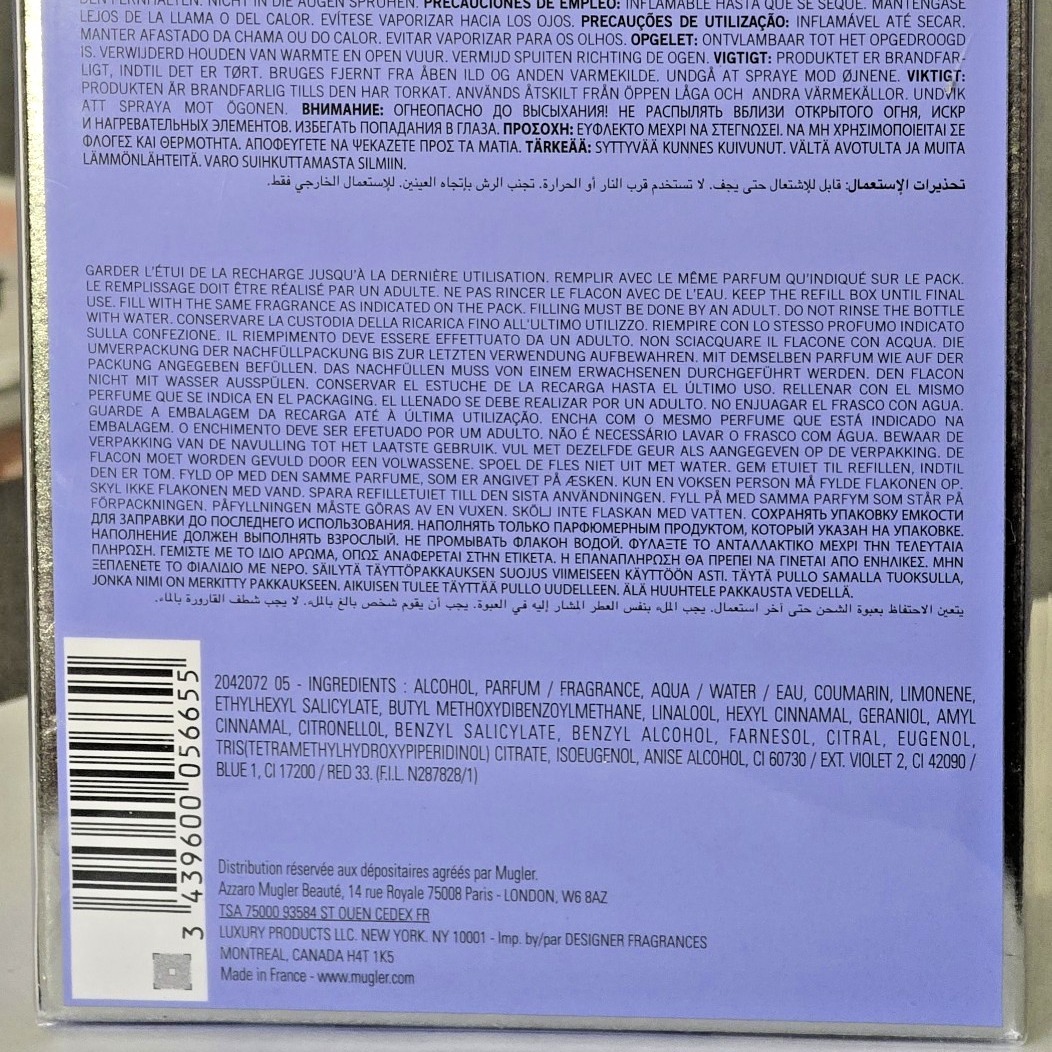 DERNHALTEN. NICHT IN DIE AUGEN SPRÜHEN. PRECAUCIONES DE EMPLEO: INFLAMABLE HASTA QUE SE SEQUE. MANTÉNGASE
LEJOS DE LA LLAMA O DEL CALOR. EVÍTESE VAPORIZAR HACIA LOS OJOS. PRECAUÇÕES DE UTILIZAÇÃO: INFLAMÁVEL ATÉ SECAR.
MANTER AFASTADO DA CHAMA OU DO CALOR. EVITAR VAPORIZAR PARA OS OLHOS. OPGELET: ONTVLAMBAAR TOT HET OPGEDROOGD
IS. VERWIJDERD HOUDEN VAN WARMTE EN OPEN VUUR. VERMIJD SPUITEN RICHTING DE OGEN. VIGTIGT: PRODUKTET ER BRANDFAR-
LIGT, INDTIL DET ER TØRT. BRUGES FJERNT FRA ÅBEN ILD OG ANDEN VARMEKILDE. UNDGÅ AT SPRAYE MOD ØJNENE. VIKTIGT:
PRODUKTEN ÄR BRANDFARLIG TILLS DEN HAR TORKAT. ANVÄNDS ÅTSKILT FRÅN ÖPPEN LÅGA OCH ANDRA VÄRMEKÄLLOR. UNDVIK
ATT SPRAYA MOT ÖGONEN. ВНИМАНИЕ: ОГНЕОПАСНО ДО ВЫСЫХАНИЯ! НЕ РАСПЫЛЯТЬ ВБЛИЗИ ОТКРЫТОГО ОГНЯ, ИСКР
И НАГРЕВАТЕЛЬНЫХ ЭЛЕМЕНТОВ. ИЗБЕГАТЬ ПОПАДАНИЯ В ГЛАЗА. ΠΡΟΣΟΧΗ: ΕΥΦΛΕΚΤΟ ΜΕΧΡΙ ΝΑ ΣΤΕΓΝΩΣΕΙ. ΝΑ ΜΗ ΧΡΗΣΙΜΟΠΟΙΕΙΤΑΙ ΣΕ
ΦΛΟΓΕΣ ΚΑΙ ΘΕΡΜΟΤΗΤΑ. ΑΠΟΦΕΥΓΕΤΕ ΝΑ ΨΕΚΑΖΕΤΕ ΠΡΟΣ ΤΑ ΜΑΤΙΑ. TÄRKEÄÄ: SYTTYVÄÄ KUNNES KUIVUNUT. VÄLTÄ AVOTULTA JA MUITA
LÄMMÖNLÄHTEITÄ. VARO SUIHKUTTAMASTA SILMIIN.
تحذيرات الإستعمال: قابل للإشتعال حتى يجف. لا تستخدم قرب النار أو الحرارة. تجنب الرش بإتجاه العينين. للإستعمال الخارجي فقط.
GARDER L'ÉTUI DE LA RECHARGE JUSQU'À LA DERNIÈRE UTILISATION. REMPLIR AVEC LE MÊME PARFUM QU'INDIQUÉ SUR LE PACK.
LE REMPLISSAGE DOIT ÊTRE RÉALISÉ PAR UN ADULTE. NE PAS RINCER LE FLACON AVEC DE L'EAU. KEEP THE REFILL BOX UNTIL FINAL
USE. FILL WITH THE SAME FRAGRANCE AS INDICATED ON THE PACK. FILLING MUST BE DONE BY AN ADULT. DO NOT RINSE THE BOTTLE
WITH WATER. CONSERVARE LA CUSTODIA DELLA RICARICA FINO ALL'ULTIMO UTILIZZO. RIEMPIRE CON LO STESSO PROFUMO INDICATO
SULLA CONFEZIONE. IL RIEMPIMENTO DEVE ESSERE EFFETTUATO DA UN ADULTO. NON SCIACQUARE IL FLACONE CON ACQUA. DIE
UMVERPACKUNG DER NACHFÜLLPACKUNG BIS ZUR LETZTEN VERWENDUNG AUFBEWAHREN. MIT DEMSELBEN PARFUM WIE AUF DER
PACKUNG ANGEGEBEN BEFÜLLEN. DAS NACHFÜLLEN MUSS VON EINEM ERWACHSENEN DURCHGEFÜHRT WERDEN. DEN FLACON
NICHT MIT WASSER AUSSPÜLEN. CONSERVAR EL ESTUCHE DE LA RECARGA HASTA EL ÚLTIMO USO. RELLENAR CON EL MISMO
PERFUME QUE SE INDICA EN EL PACKAGING. EL LLENADO SE DEBE REALIZAR POR UN ADULTO. NO ENJUAGAR EL FRASCO CON AGUA.
GUARDE A EMBALAGEM DA RECARGA ATÉ À ÚLTIMA UTILIZAÇÃO. ENCHA COM O MESMO PERFUME QUE ESTÁ INDICADO NA
EMBALAGEM. O ENCHIMENTO DEVE SER EFETUADO POR UM ADULTO. NÃO É NECESSÁRIO LAVAR O FRASCO COM ÁGUA. BEWAAR DE
VERPAKKING VAN DE NAVULLING TOT HET LAATSTE GEBRUIK. VUL MET DEZELFDE GEUR ALS AANGEGEVEN OP DE VERPAKKING. DE
FLACON MOET WORDEN GEVULD DOOR EEN VOLWASSENE. SPOEL DE FLES NIET UIT MET WATER. GEM ETUIET TIL REFILLEN, INDTIL
DEN ER TOM. FYLD OP MED DEN SAMME PARFUME, SOM ER ANGIVET PÅ ÆSKEN. KUN EN VOKSEN PERSON MÅ FYLDE FLAKONEN OP.
SKYL IKKE FLAKONEN MED VAND. SPARA REFILLETUIET TILL DEN SISTA ANVÄNDNINGEN. FYLL PÅ MED SAMMA PARFYM SOM STÅR PÅ
FÖRPACKNINGEN. PÅFYLLNINGEN MÅSTE GÖRAS AV EN VUXEN. SKÖLJ INTE FLASKAN MED VATTEN. СОХРАНЯТЬ УПАКОВКУ ЕМКОСТИ
ДЛЯ ЗАПРАВКИ ДО ПОСЛЕДНЕГО ИСПОЛЬЗОВАНИЯ. НАПОЛНЯТЬ ТОЛЬКО ПАРФЮМЕРНЫМ ПРОДУКТОМ, КОТОРЫЙ УКАЗАН НА УПАКОВКЕ.
НАПОЛНЕНИЕ ДОЛЖЕН ВЫПОЛНЯТЬ ВЗРОСЛЫЙ. НЕ ПРОМЫВАТЬ ФЛАКОН ВОДОЙ. ΦΥΛΑΞΤΕ ΤΟ ΑΝΤΑΛΛΑΚΤΙΚΟ ΜΕΧΡΙ ΤΗΝ ΤΕΛΕΥΤΑΙΑ
ΠΛΗΡΩΣΗ. ΓΕΜΙΣΤΕ ΜΕ ΤΟ ΙΔΙΟ ΑΡΩΜΑ, ΟΠΩΣ ΑΝΑΦΕΡΕΤΑΙ ΣΤΗΝ ΕΤΙΚΕΤΑ. Η ΕΠΑΝΑΠΛΗΡΩΣΗ ΘΑ ΠΡΕΠΕΙ ΝΑ ΓΙΝΕΤΑΙ ΑΠΟ ΕΝΗΛΙΚΕΣ. ΜΗΝ
ΞΕΠΛΕΝΕΤΕ ΤΟ ΦΙΑΛΙΔΙΟ ΜΕ ΝΕΡΟ. SÄILYTÄ TÄYTTÖPAKKAUKSEN SUOJUS VIIMEISEEN KÄYTTÖÖN ASTI. TÄYTÄ PULLO SAMALLA TUOKSULLA,
JONKA NIMI ON MERKITTY PAKKAUKSEEN. AIKUISEN TULEE TÄYTTÄÄ PULLO UUDELLEEN. ÄLÄ HUUHTELE PAKKAUSTA VEDELLÄ.
يتعين الاحتفاظ بعبوة الشحن حتى آخر استعمال. يجب الملء بنفس العطر المشار إليه في العبوة. يجب أن يقوم شخص بالغ بالملء. لا يجب شطف القارورة بالماء.
2042072 05 - INGREDIENTS : ALCOHOL, PARFUM / FRAGRANCE, AQUA / WATER / EAU, COUMARIN, LIMONENE,
ETHYLHEXYL SALICYLATE, BUTYL METHOXYDIBENZOYLMETHANE, LINALOOL, HEXYL CINNAMAL, GERANIOL, AMYL
CINNAMAL, CITRONELLOL, BENZYL SALICYLATE, BENZYL ALCOHOL, FARNESOL, CITRAL, EUGENOL,
TRIS(TETRAMETHYLHYDROXYPIPERIDINOL) CITRATE, ISOEUGENOL, ANISE ALCOHOL, CI 60730 / EXT. VIOLET 2, CI 42090 /
BLUE 1, CI 17200 / RED 33. (F.I.L. N287828/1)
3 439600 056655
Distribution réservée aux dépositaires agréés par Mugler.
Azzaro Mugler Beauté, 14 rue Royale 75008 Paris - LONDON, W6 8AZ
TSA 75000 93584 ST OUEN CEDEX FR
LUXURY PRODUCTS LLC. NEW YORK. NY 10001 - Imp. by/par DESIGNER FRAGRANCES
MONTREAL, CANADA H4T 1K5
Made in France - www.mugler.com